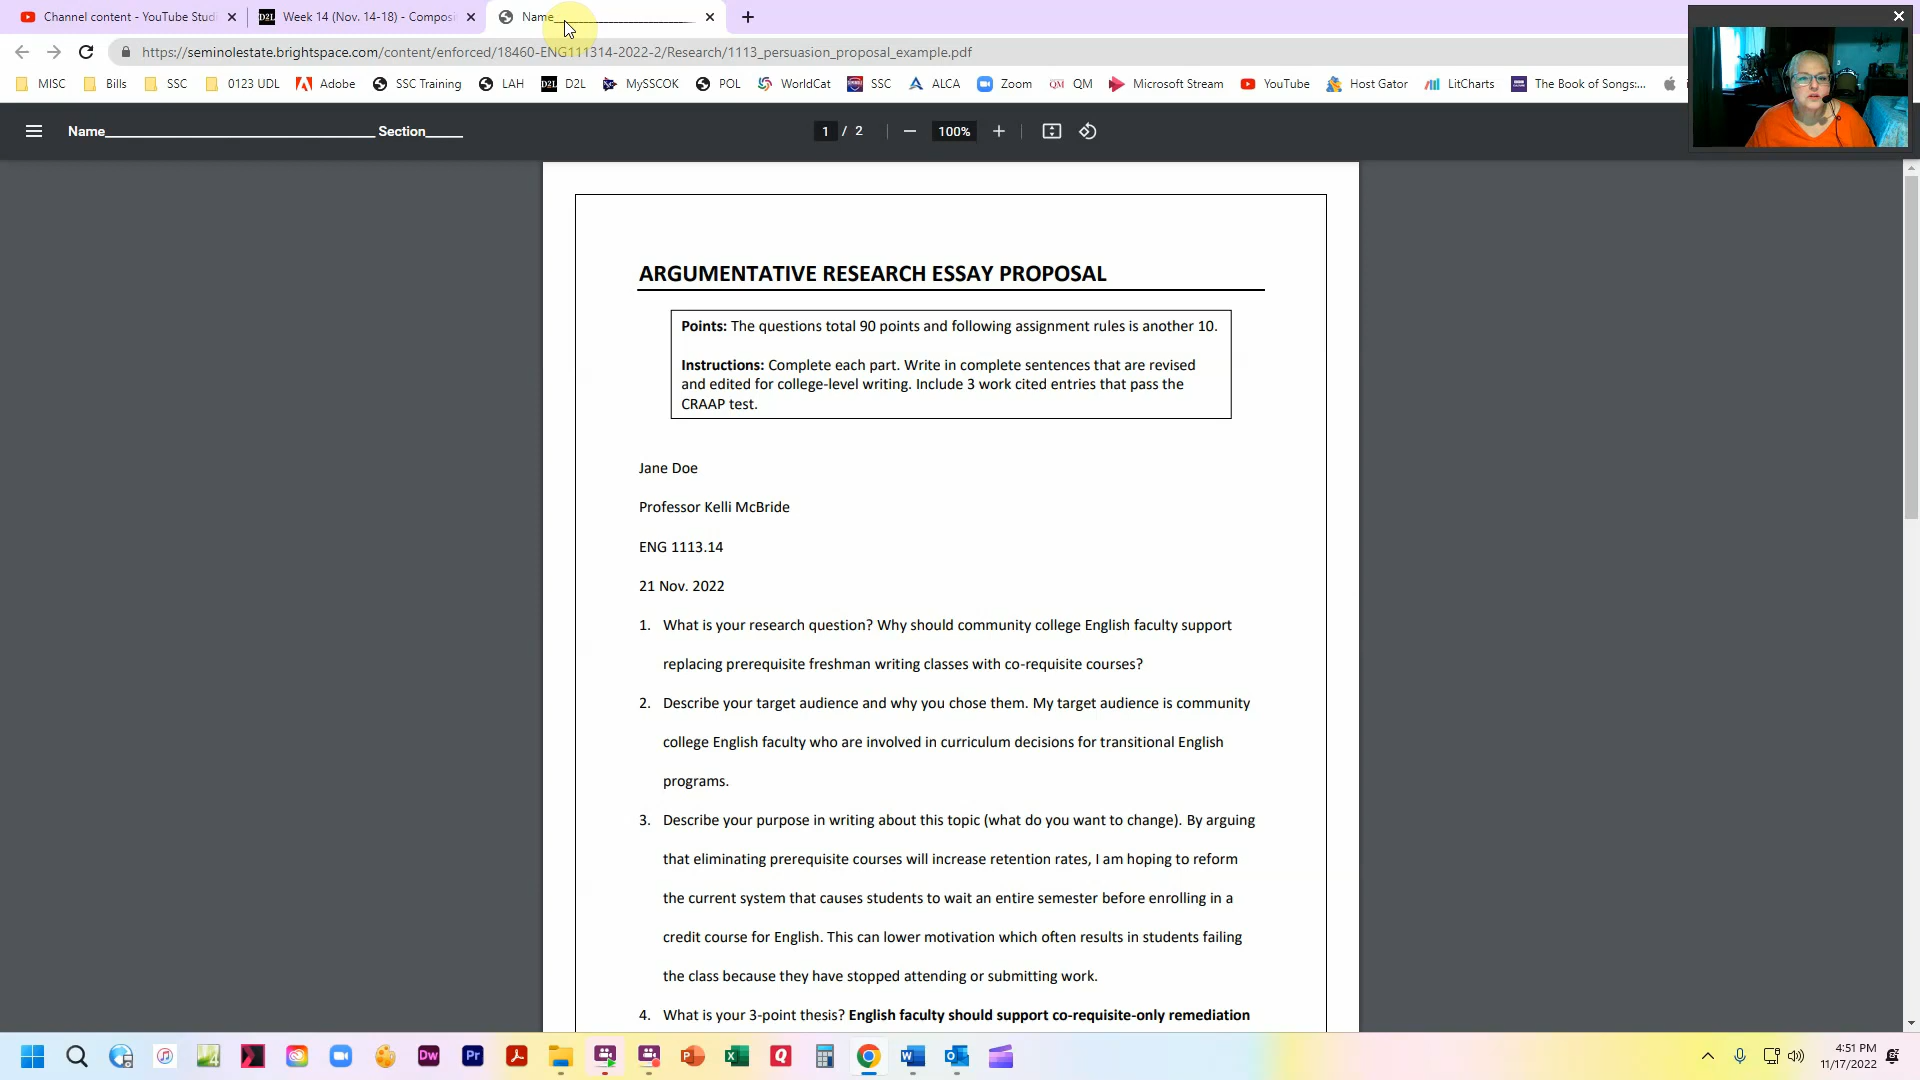 Channel content - YouTube Studi
Week 14 (Nov. 14-18) - Composi
Name_______________________
https://seminolestate.brightspace.com/content/enforced/18460-ENG111314-2022-2/Research/1113_persuasion_proposal_example.pdf
MISC Bills SSC 0123 UDL Adobe SSC Training LAH D2L MySSCOK POL WorldCat SSC ALCA Zoom QM QM Microsoft Stream YouTube Host Gator LitCharts The Book of Songs:...
Name______________________________________ Section_____
1 / 2 100%
ARGUMENTATIVE RESEARCH ESSAY PROPOSAL
Points: The questions total 90 points and following assignment rules is another 10.
Instructions: Complete each part. Write in complete sentences that are revised
and edited for college-level writing. Include 3 work cited entries that pass the
CRAAP test.
Jane Doe
Professor Kelli McBride
ENG 1113.14
21 Nov. 2022
1. What is your research question? Why should community college English faculty support
replacing prerequisite freshman writing classes with co-requisite courses?
2. Describe your target audience and why you chose them. My target audience is community
college English faculty who are involved in curriculum decisions for transitional English
programs.
3. Describe your purpose in writing about this topic (what do you want to change). By arguing
that eliminating prerequisite courses will increase retention rates, I am hoping to reform
the current system that causes students to wait an entire semester before enrolling in a
credit course for English. This can lower motivation which often results in students failing
the class because they have stopped attending or submitting work.
4. What is your 3-point thesis? English faculty should support co-requisite-only remediation
4:51 PM
11/17/2022